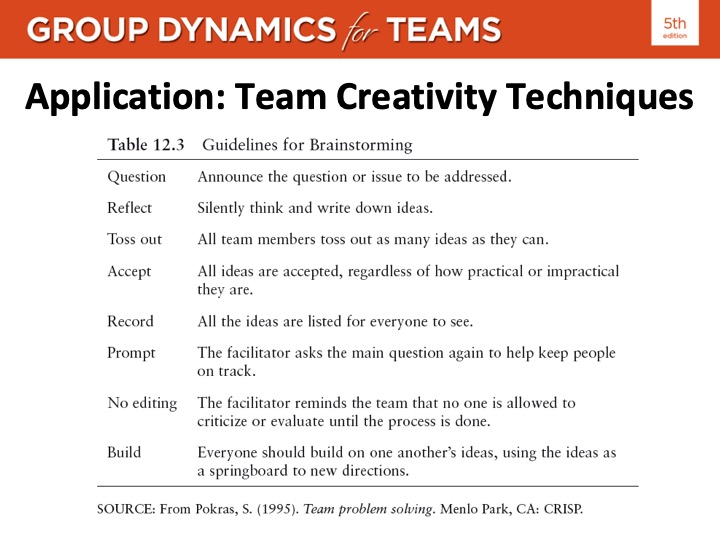 GROUP DYNAMICS for TEAMS
5th
edition
Application: Team Creativity Techniques
Table 12.3 Guidelines for Brainstorming
Question Announce the question or issue to be addressed.
Reflect Silently think and write down ideas.
Toss out All team members toss out as many ideas as they can.
Accept All ideas are accepted, regardless of how practical or impractical
they are.
Record All the ideas are listed for everyone to see.
Prompt The facilitator asks the main question again to help keep people
on track.
No editing The facilitator reminds the team that no one is allowed to
criticize or evaluate until the process is done.
Build Everyone should build on one another’s ideas, using the ideas as
a springboard to new directions.
SOURCE: From Pokras, S. (1995). Team problem solving. Menlo Park, CA: CRISP.